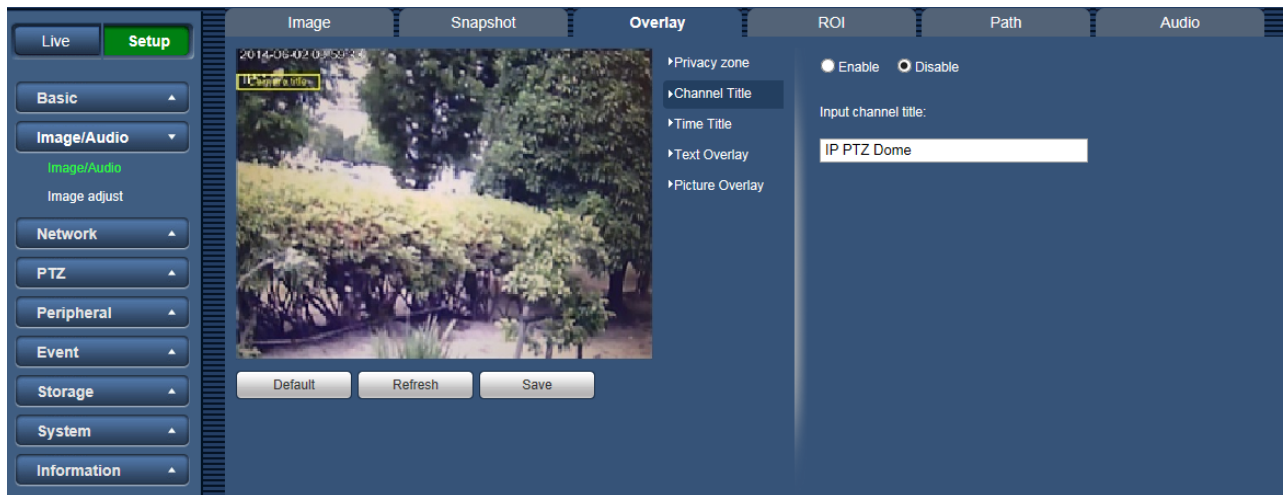 Live
Setup
Basic
Image/Audio
Image/Audio
Image adjust
Network
PTZ
Peripheral
Event
Storage
System
Information
Image
Snapshot
Overlay
ROI
Path
Audio
Camera title
Default
Refresh
Save
Privacy zone
Channel Title
Time Title
Text Overlay
Picture Overlay
Enable
Disable
Input channel title:
IP PTZ Dome